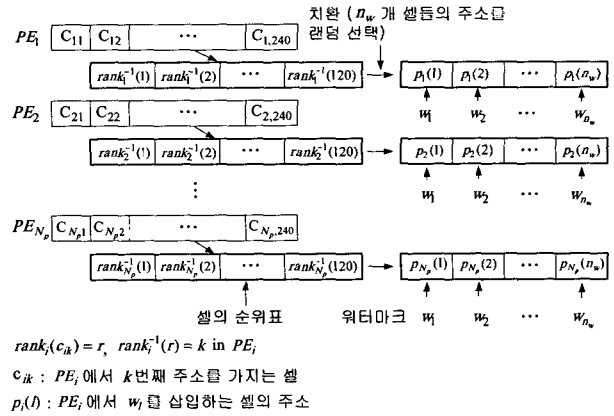 치환 ( n_w 개 셀들의 주소를
랜덤 선택)
PE_1 C_11 C_12 ⋯ C_1,240
rank_1^-1(1) rank_1^-1(2) ⋯ rank_1^-1(120) p_1(1) p_1(2) ⋯ p_1(n_w)
w_1 w_2 ⋯ w_n_w
PE_2 C_21 C_22 ⋯ C_2,240
rank_2^-1(1) rank_2^-1(2) ⋯ rank_2^-1(120) p_2(1) p_2(2) ⋯ p_2(n_w)
w_1 w_2 ⋯ w_n_w
⋮
PE_N_p C_N_p1 C_N_p2 ⋯ C_N_p,240
rank_N_p^-1(1) rank_N_p^-1(2) ⋯ rank_N_p^-1(120) p_N_p(1) p_N_p(2) ⋯ p_N_p(n_w)
셀의 순위표 워터마크 w_1 w_2 ⋯ w_n_w
rank_i(c_ik) = r, rank_i^-1(r) = k in PE_i
c_ik : PE_i 에서 k번째 주소를 가지는 셀
p_i(l) : PE_i 에서 w_l 를 삽입하는 셀의 주소